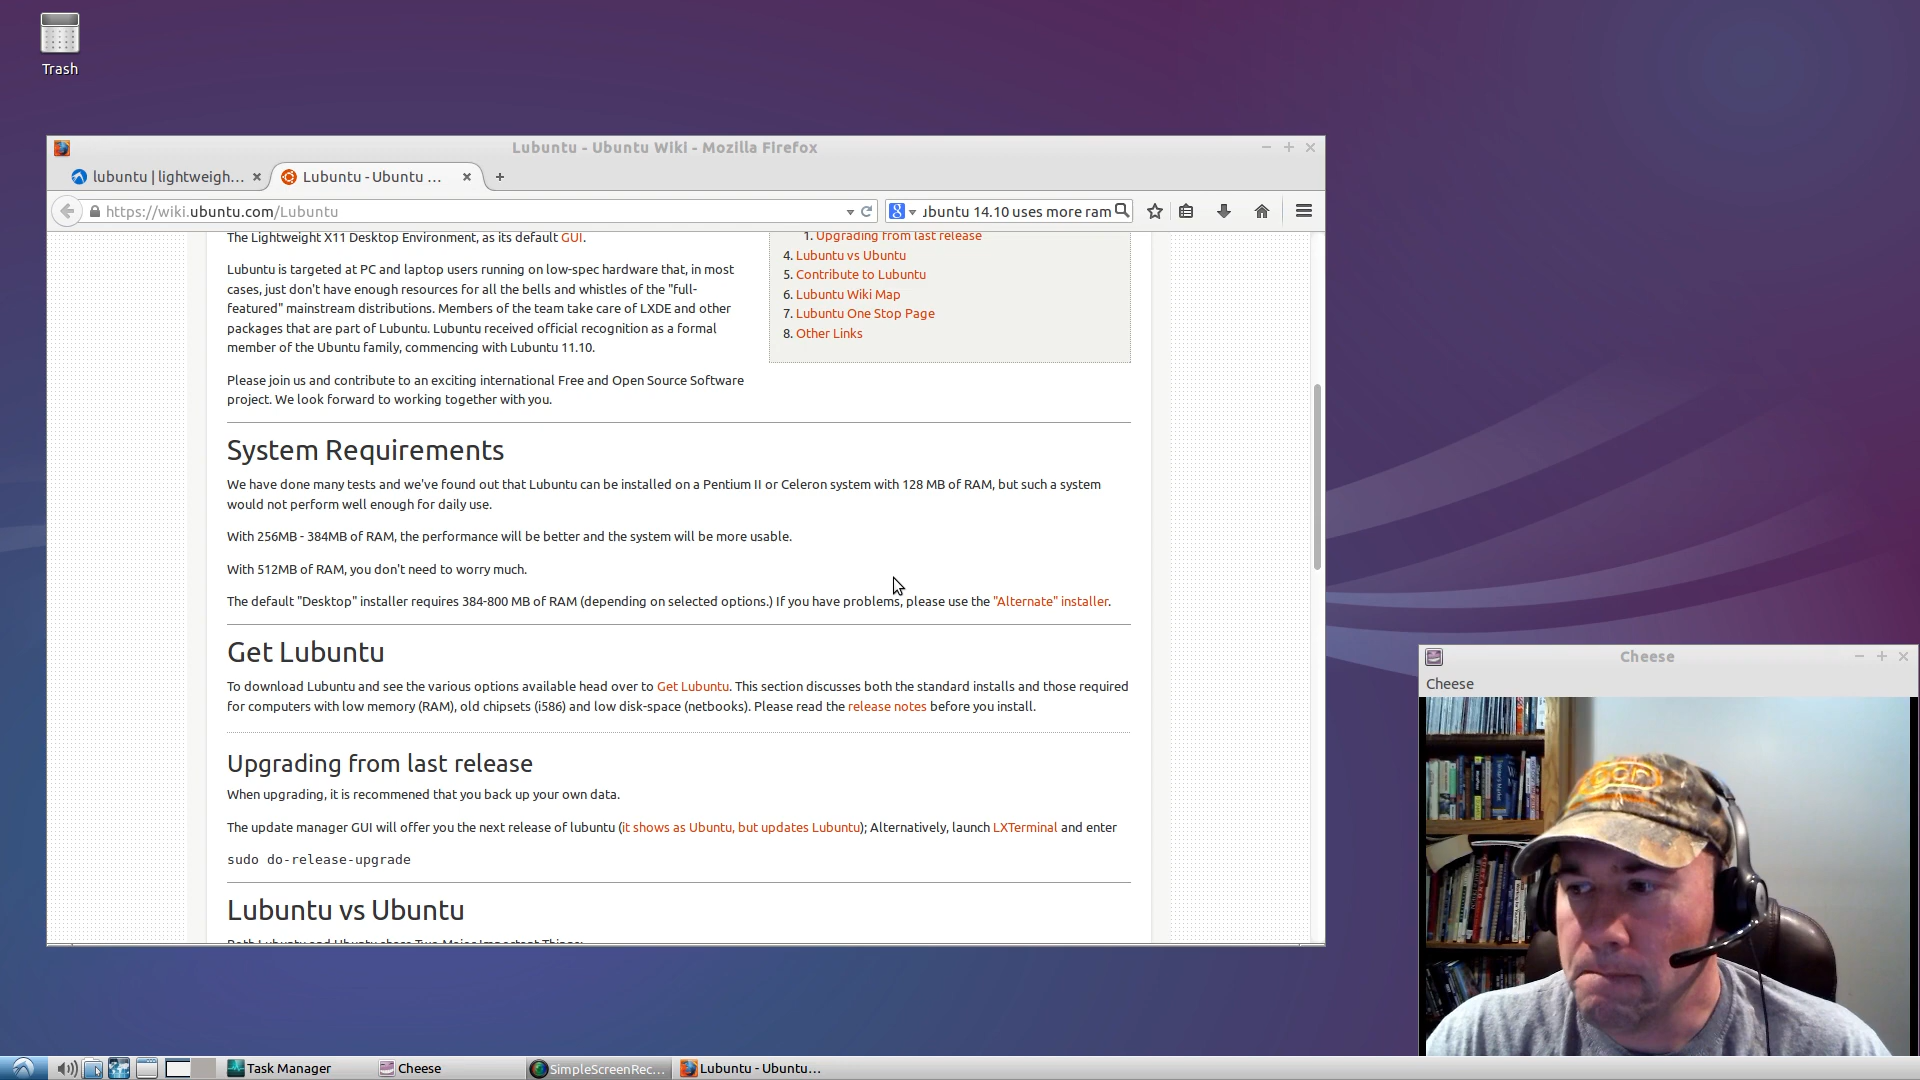 Trash
Lubuntu - Ubuntu Wiki - Mozilla Firefox
lubuntu | lightweigh...
Lubuntu - Ubuntu ...
https://wiki.ubuntu.com/Lubuntu
ubuntu 14.10 uses more ram
The Lightweight X11 Desktop Environment, as its default GUI.
Lubuntu is targeted at PC and laptop users running on low-spec hardware that, in most
cases, just don't have enough resources for all the bells and whistles of the "full-
featured" mainstream distributions. Members of the team take care of LXDE and other
packages that are part of Lubuntu. Lubuntu received official recognition as a formal
member of the Ubuntu family, commencing with Lubuntu 11.10.
Please join us and contribute to an exciting international Free and Open Source Software
project. We look forward to working together with you.
1. Upgrading from last release
4. Lubuntu vs Ubuntu
5. Contribute to Lubuntu
6. Lubuntu Wiki Map
7. Lubuntu One Stop Page
8. Other Links
System Requirements
We have done many tests and we've found out that Lubuntu can be installed on a Pentium II or Celeron system with 128 MB of RAM, but such a system
would not perform well enough for daily use.
With 256MB - 384MB of RAM, the performance will be better and the system will be more usable.
With 512MB of RAM, you don't need to worry much.
The default "Desktop" installer requires 384-800 MB of RAM (depending on selected options.) If you have problems, please use the "Alternate" installer.
Get Lubuntu
To download Lubuntu and see the various options available head over to Get Lubuntu. This section discusses both the standard installs and those required
for computers with low memory (RAM), old chipsets (i586) and low disk-space (netbooks). Please read the release notes before you install.
Upgrading from last release
When upgrading, it is recommened that you back up your own data.
The update manager GUI will offer you the next release of lubuntu (it shows as Ubuntu, but updates Lubuntu); Alternatively, launch LXTerminal and enter
sudo do-release-upgrade
Lubuntu vs Ubuntu
Both Lubuntu and Ubuntu share Two Major Important Things:
Cheese
Cheese
Task Manager
Cheese
SimpleScreenRec...
Lubuntu - Ubuntu...